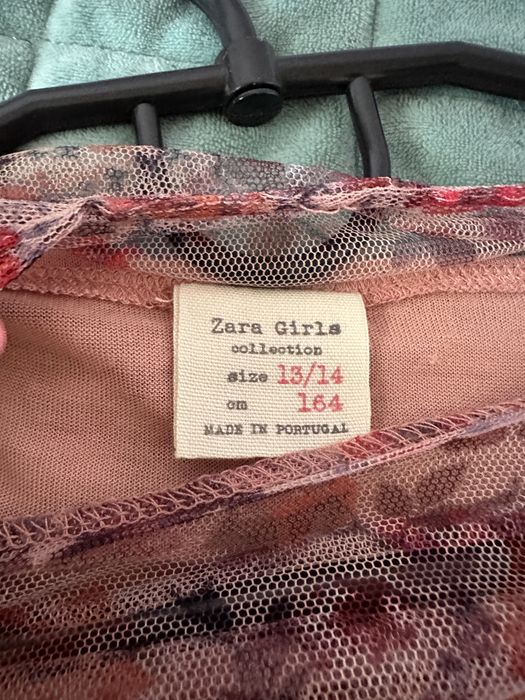 Zara Girls
collection
size 13/14
cm 164
MADE IN PORTUGAL